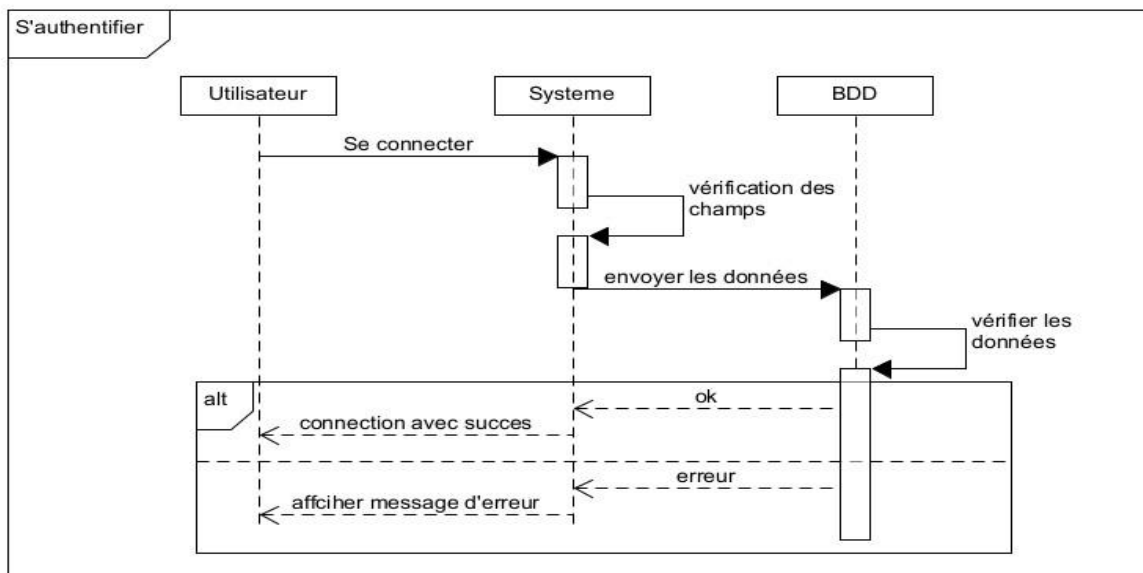 S'authentifier
Utilisateur
Systeme
BDD
Se connecter
vérification des
champs
envoyer les données
vérifier les
données
alt
ok
connection avec succes
erreur
affciher message d'erreur